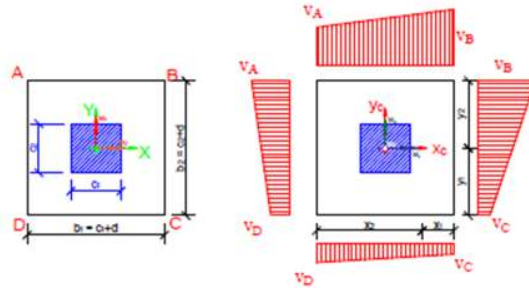 V_A
V_B
A
B
V_A
V_B
Y
X
c₂
c₁
b₂ = c₂+d
y_c
x_c
y₂
y₁
D
C
V_D
V_C
b₁ = c₁+d
x₂
x₁
V_D
V_C